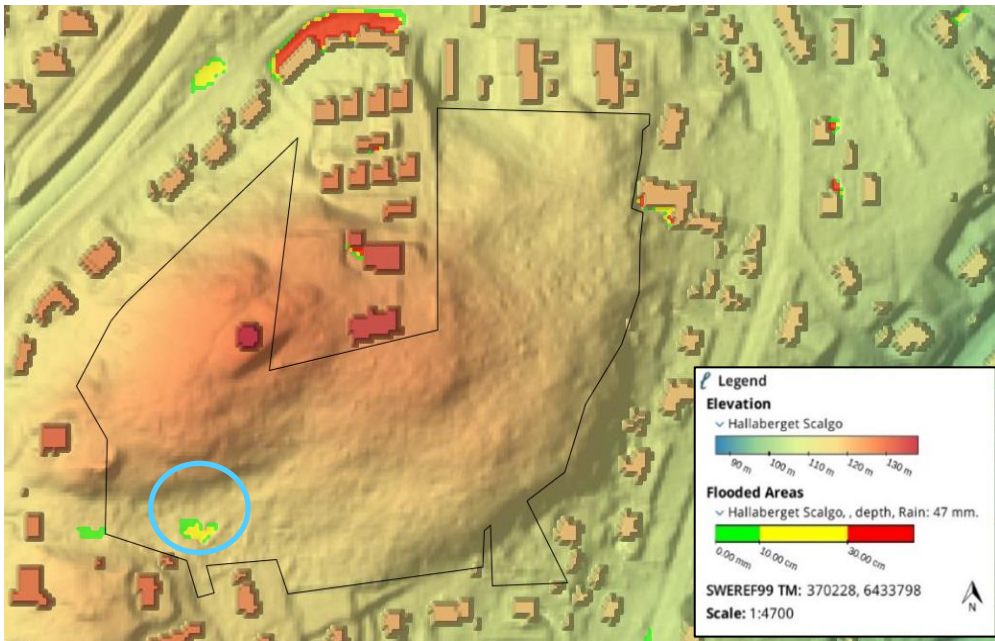 Legend
Elevation
Hallaberget Scalgo
90 m 100 m 110 m 120 m 130 m
Flooded Areas
Hallaberget Scalgo, , depth, Rain: 47 mm.
0.00 mm 10.00 cm 30.00 cm
SWEREF99 TM: 370228, 6433798
Scale: 1:4700
N